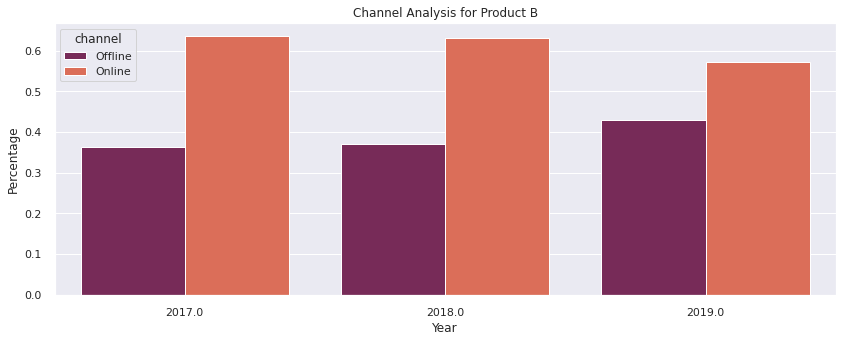 Channel Analysis for Product B
channel
Offline
Online
Percentage
0.6
0.5
0.4
0.3
0.2
0.1
0.0
2017.0
2018.0
2019.0
Year